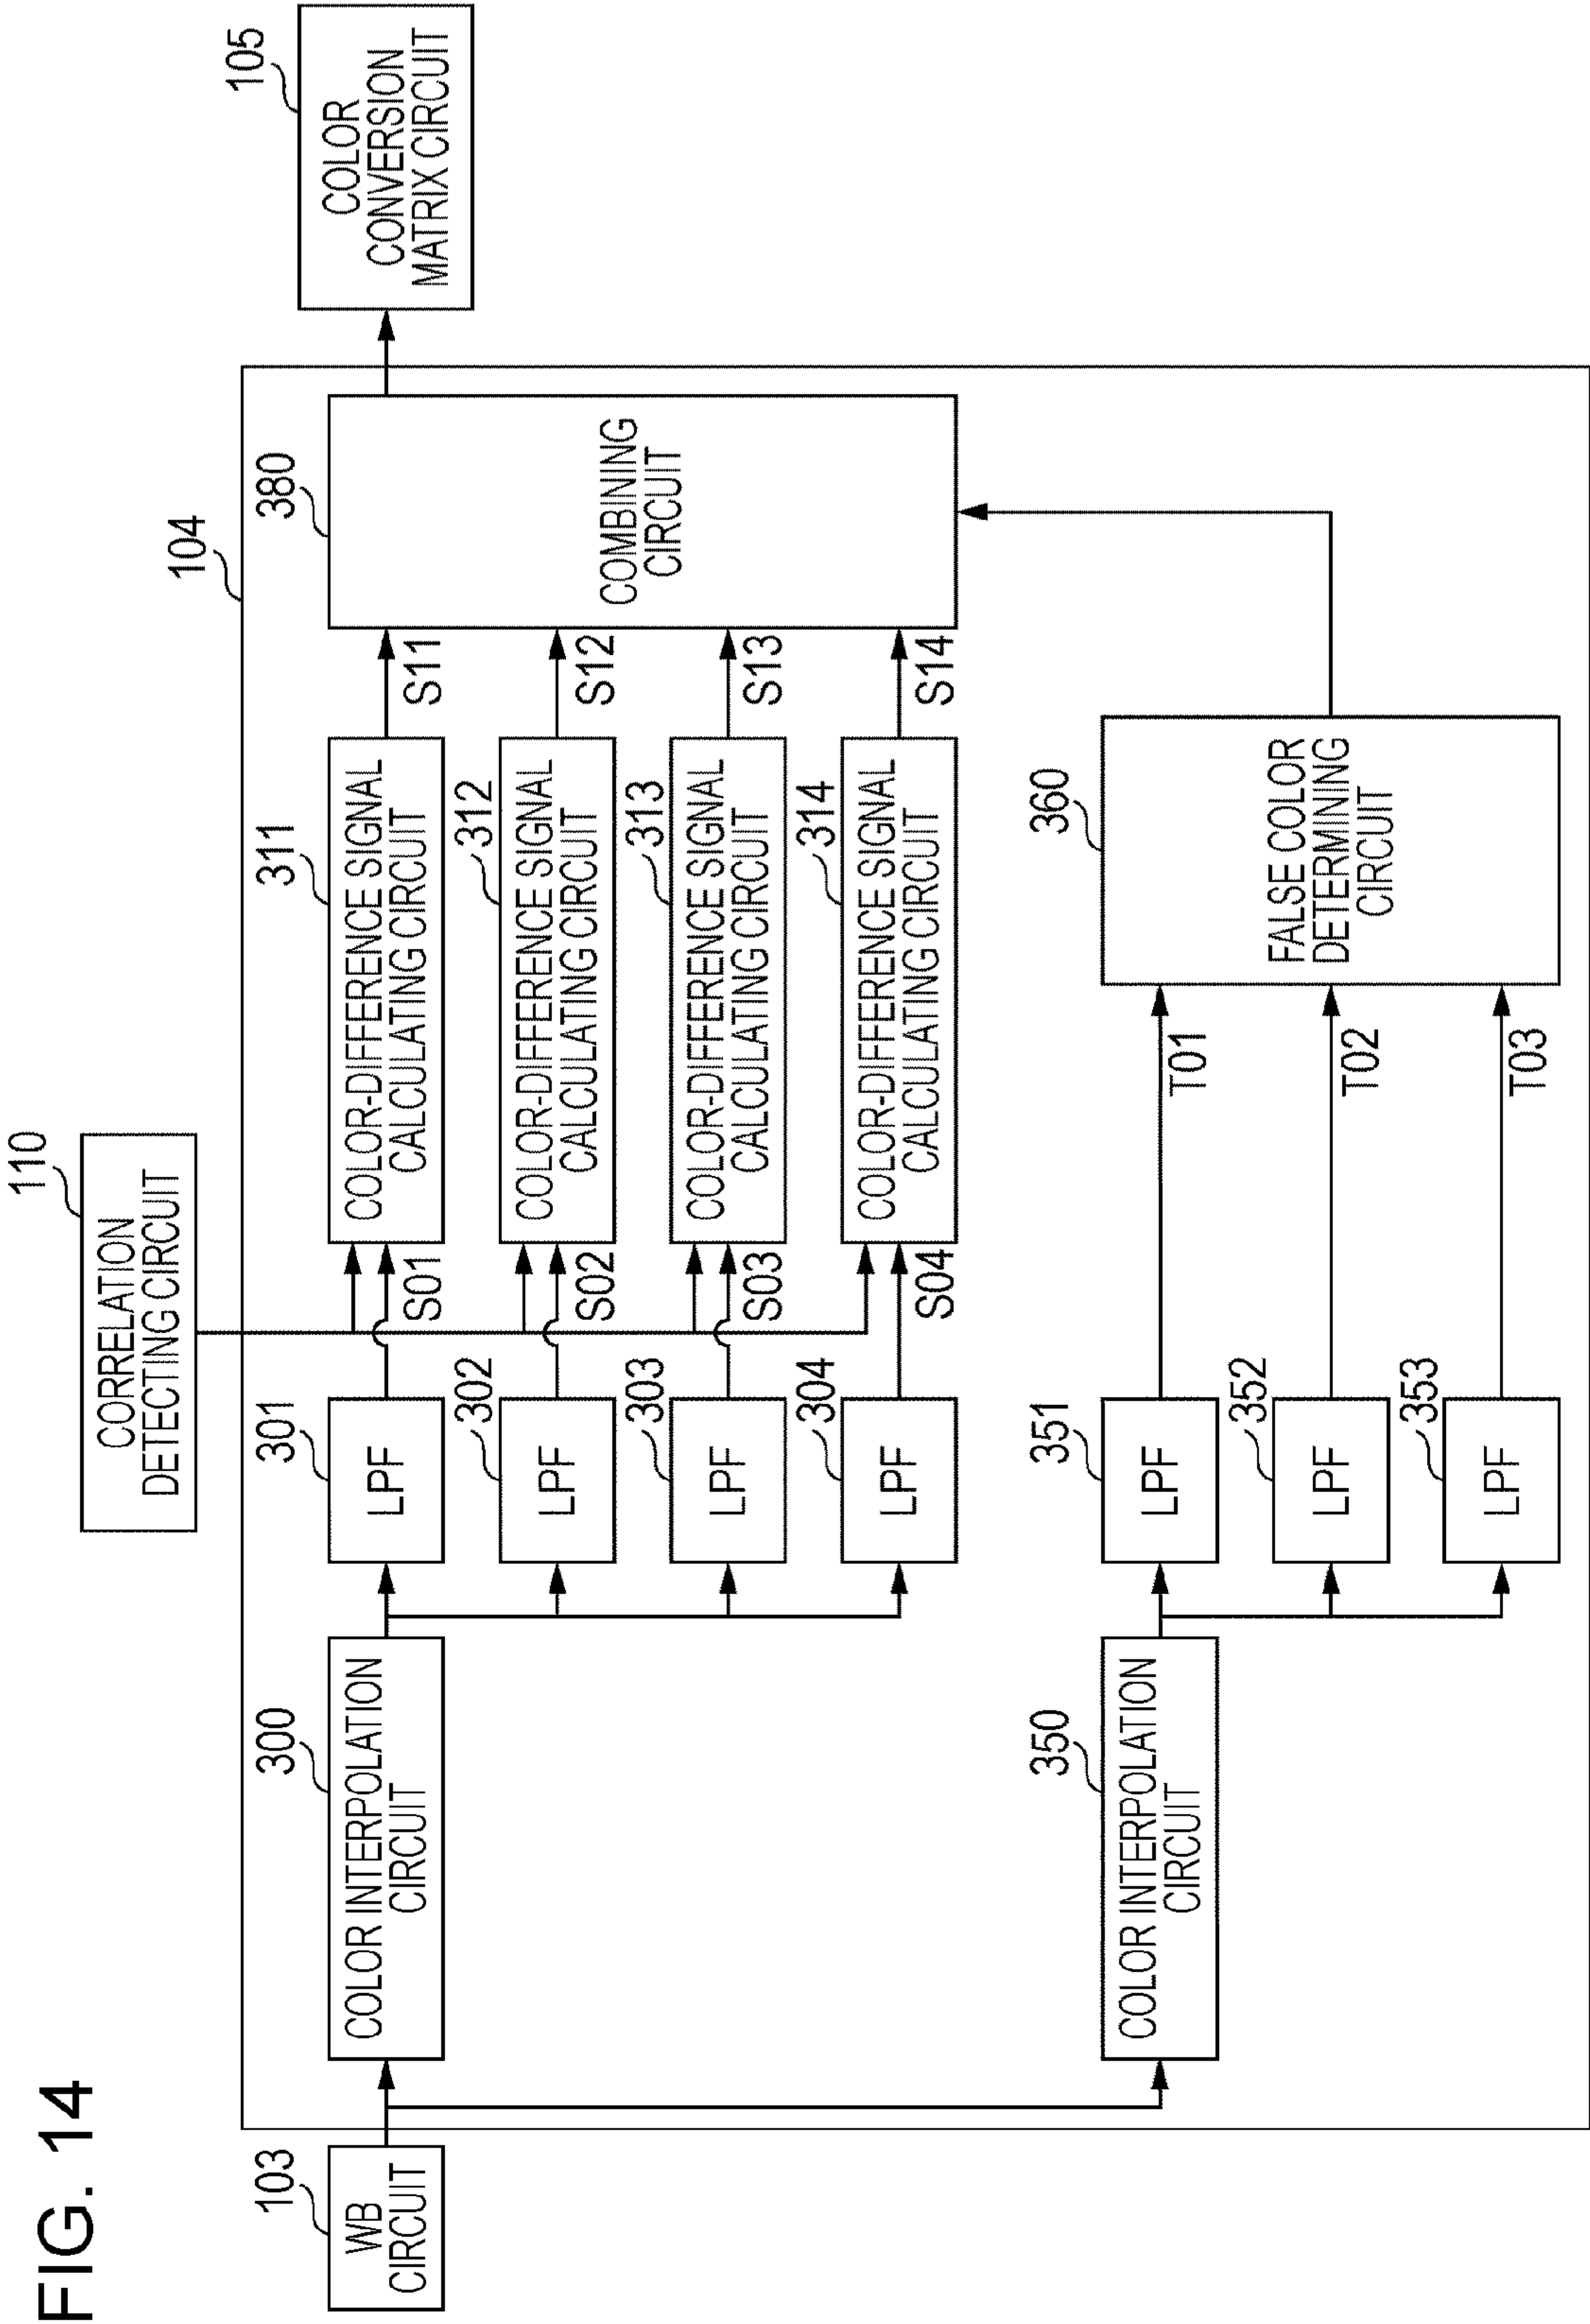 FIG. 14
110
CORRELATION
DETECTING CIRCUIT
104
105
COLOR
CONVERSION
MATRIX CIRCUIT
103
WB
CIRCUIT
300
COLOR INTERPOLATION
CIRCUIT
301
LPF
S01
311
COLOR-DIFFERENCE SIGNAL
CALCULATING CIRCUIT
S11
302
LPF
S02
312
COLOR-DIFFERENCE SIGNAL
CALCULATING CIRCUIT
S12
303
LPF
S03
313
COLOR-DIFFERENCE SIGNAL
CALCULATING CIRCUIT
S13
304
LPF
S04
314
COLOR-DIFFERENCE SIGNAL
CALCULATING CIRCUIT
S14
380
COMBINING
CIRCUIT
350
COLOR INTERPOLATION
CIRCUIT
351
LPF
T01
352
LPF
T02
353
LPF
T03
360
FALSE COLOR
DETERMINING
CIRCUIT